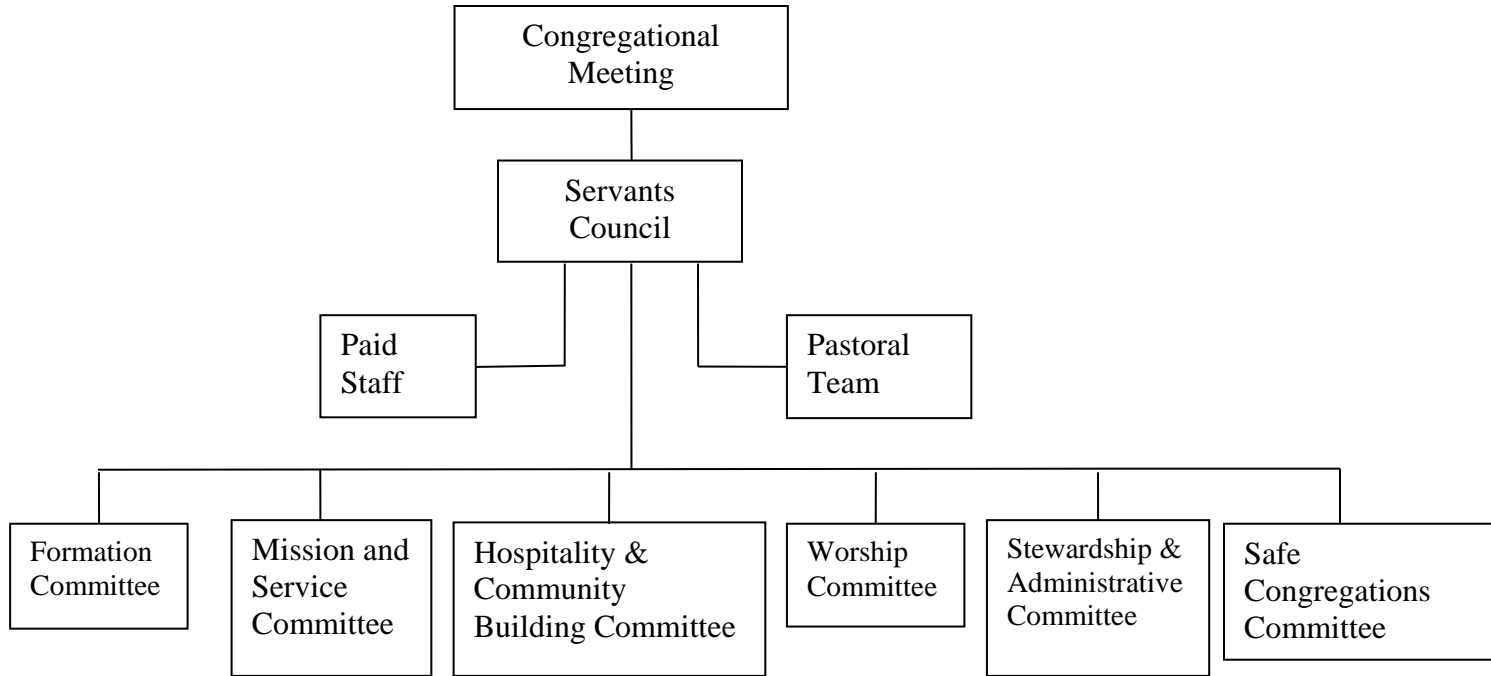 Congregational
Meeting
Servants
Council
Paid
Staff
Pastoral
Team
Formation
Committee
Mission and
Service
Committee
Hospitality &
Community
Building Committee
Worship
Committee
Stewardship &
Administrative
Committee
Safe
Congregations
Committee